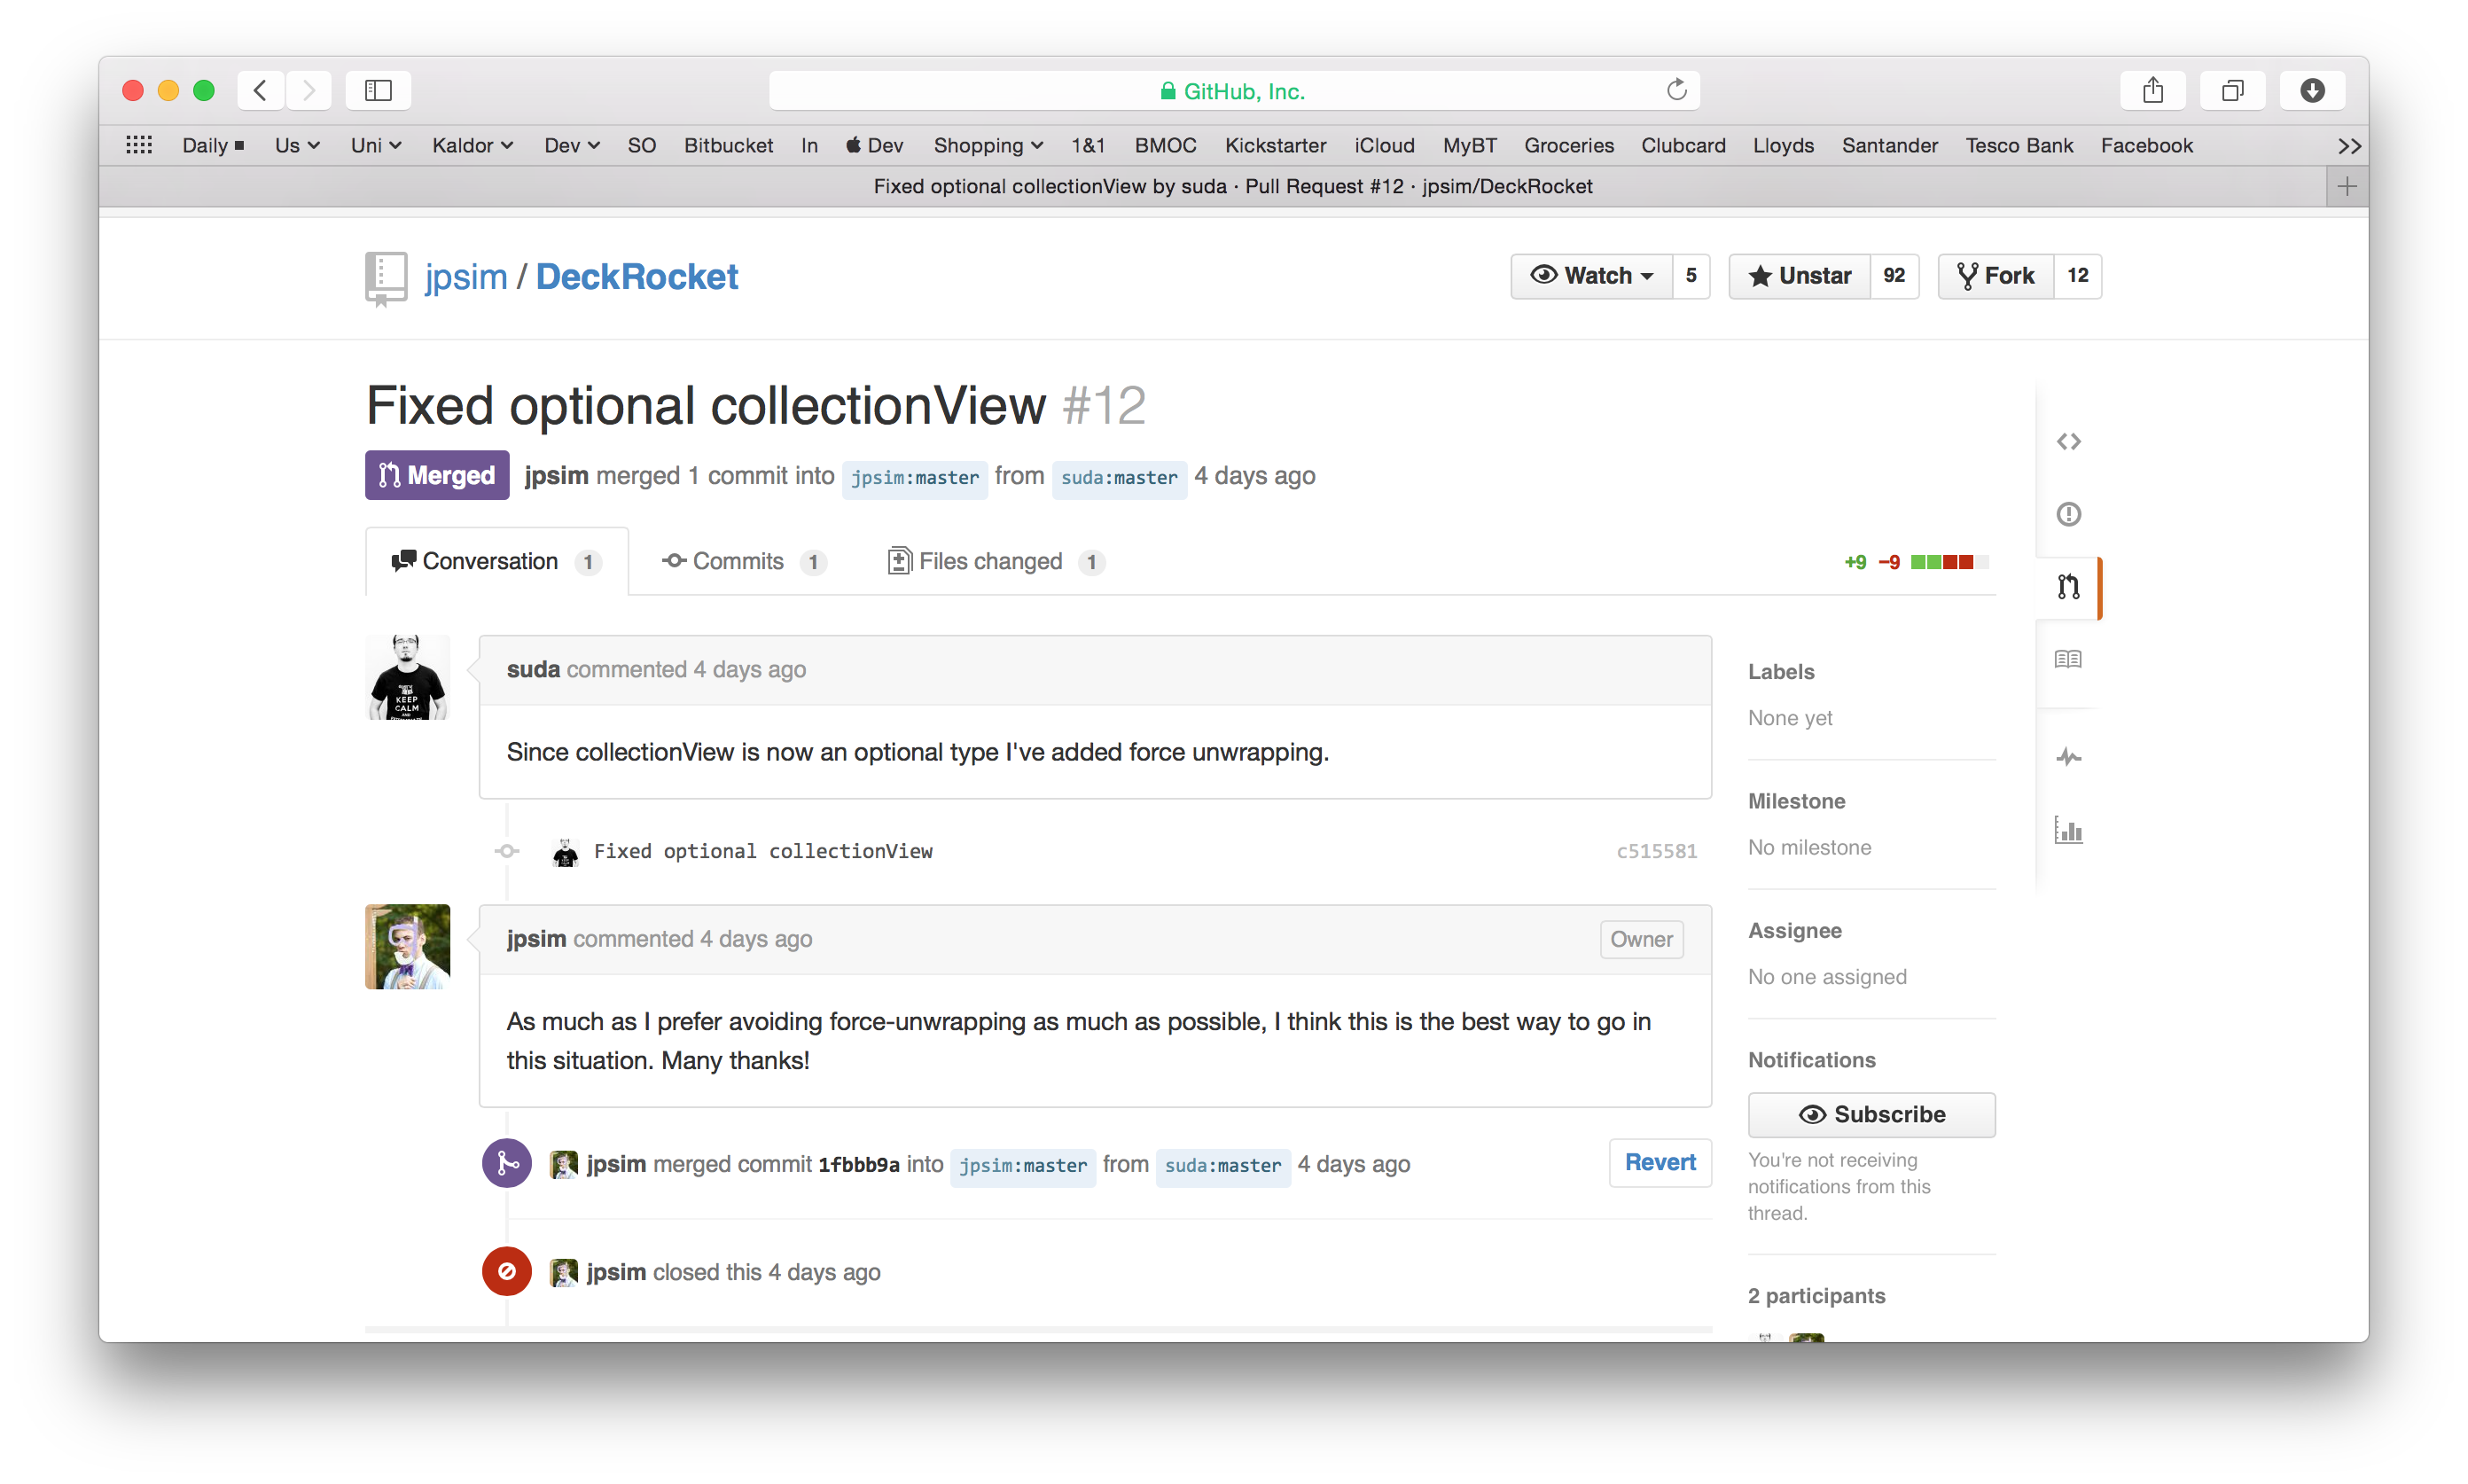 GitHub, Inc.
Daily Us Uni Kaldor Dev SO Bitbucket In Dev Shopping 1&1 BMOC Kickstarter iCloud MyBT Groceries Clubcard Lloyds Santander Tesco Bank Facebook
Fixed optional collectionView by suda · Pull Request #12 · jpsim/DeckRocket
jpsim / DeckRocket
Watch 5 Unstar 92 Fork 12
Fixed optional collectionView #12
Merged jpsim merged 1 commit into jpsim:master from suda:master 4 days ago
Conversation 1 Commits 1 Files changed 1 +9 −9
suda commented 4 days ago
Since collectionView is now an optional type I've added force unwrapping.
Fixed optional collectionView c515581
jpsim commented 4 days ago Owner
As much as I prefer avoiding force-unwrapping as much as possible, I think this is the best way to go in
this situation. Many thanks!
jpsim merged commit 1fbbb9a into jpsim:master from suda:master 4 days ago Revert
jpsim closed this 4 days ago
Labels
None yet
Milestone
No milestone
Assignee
No one assigned
Notifications
Subscribe
You're not receiving
notifications from this
thread.
2 participants
KEEP
CALM